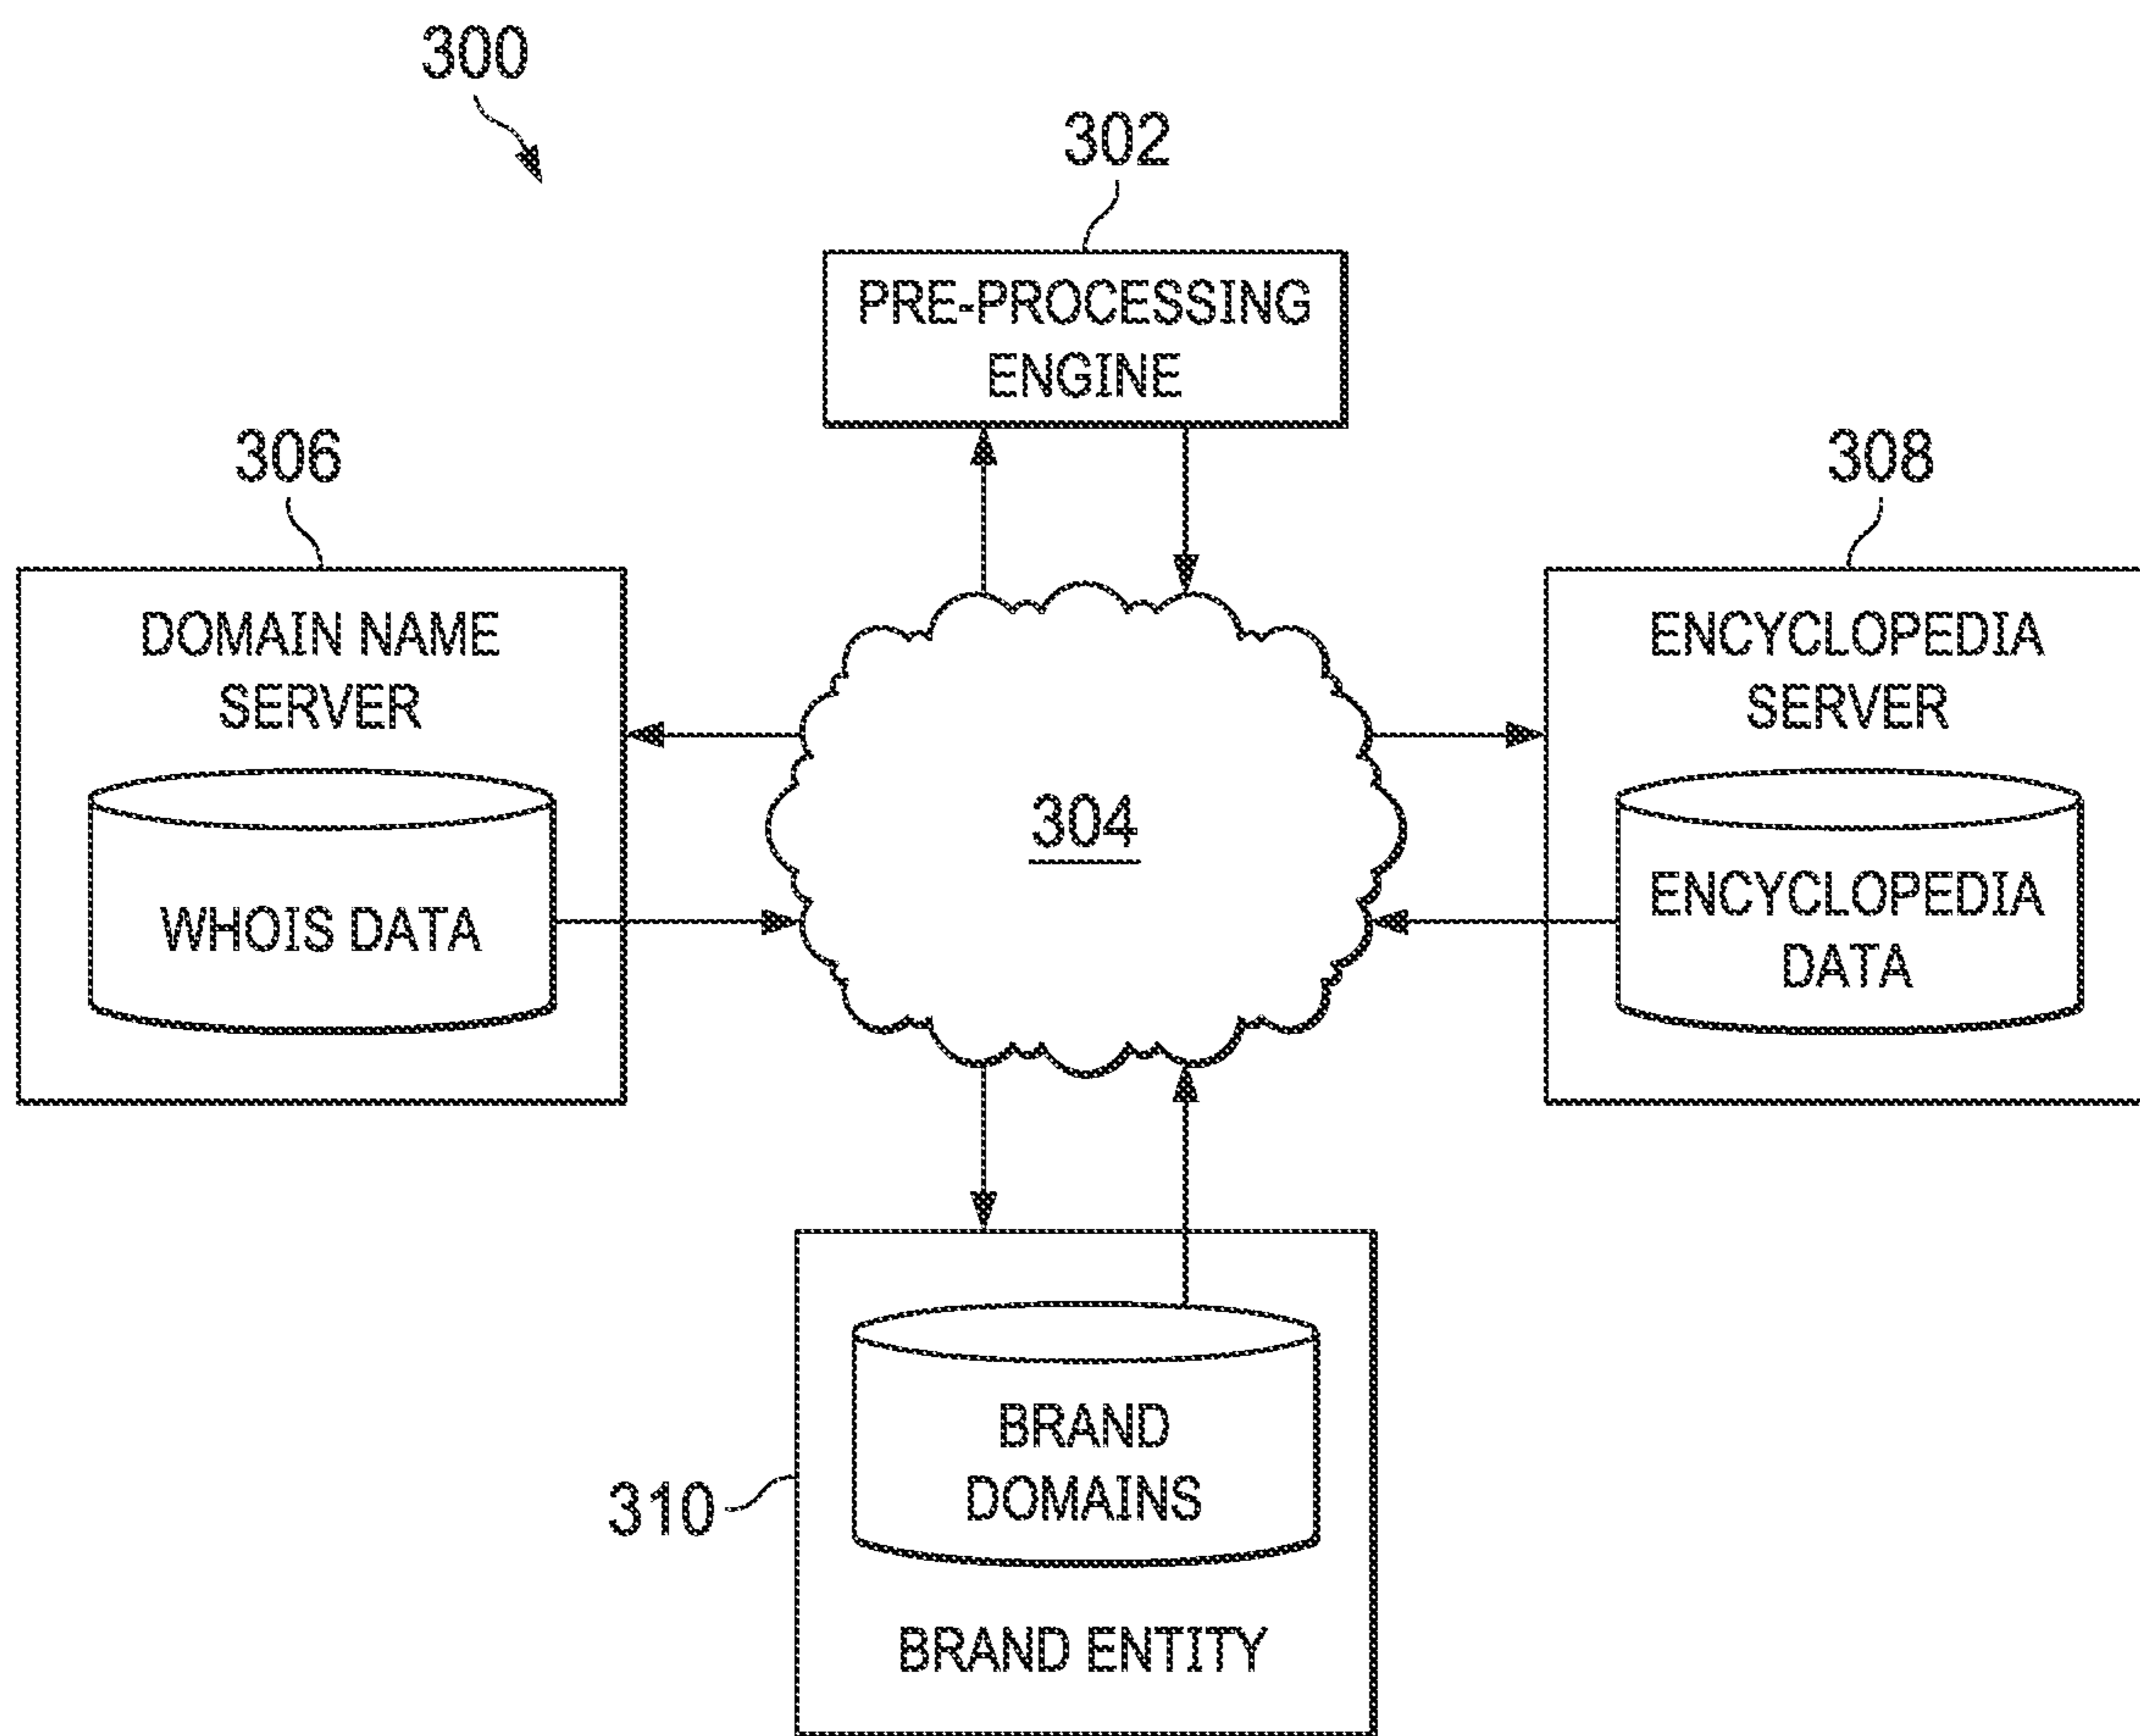 300
302
PRE-PROCESSING
ENGINE
306
308
DOMAIN NAME
SERVER
ENCYCLOPEDIA
SERVER
304
WHOIS DATA
ENCYCLOPEDIA
DATA
BRAND
DOMAINS
310
BRAND ENTITY